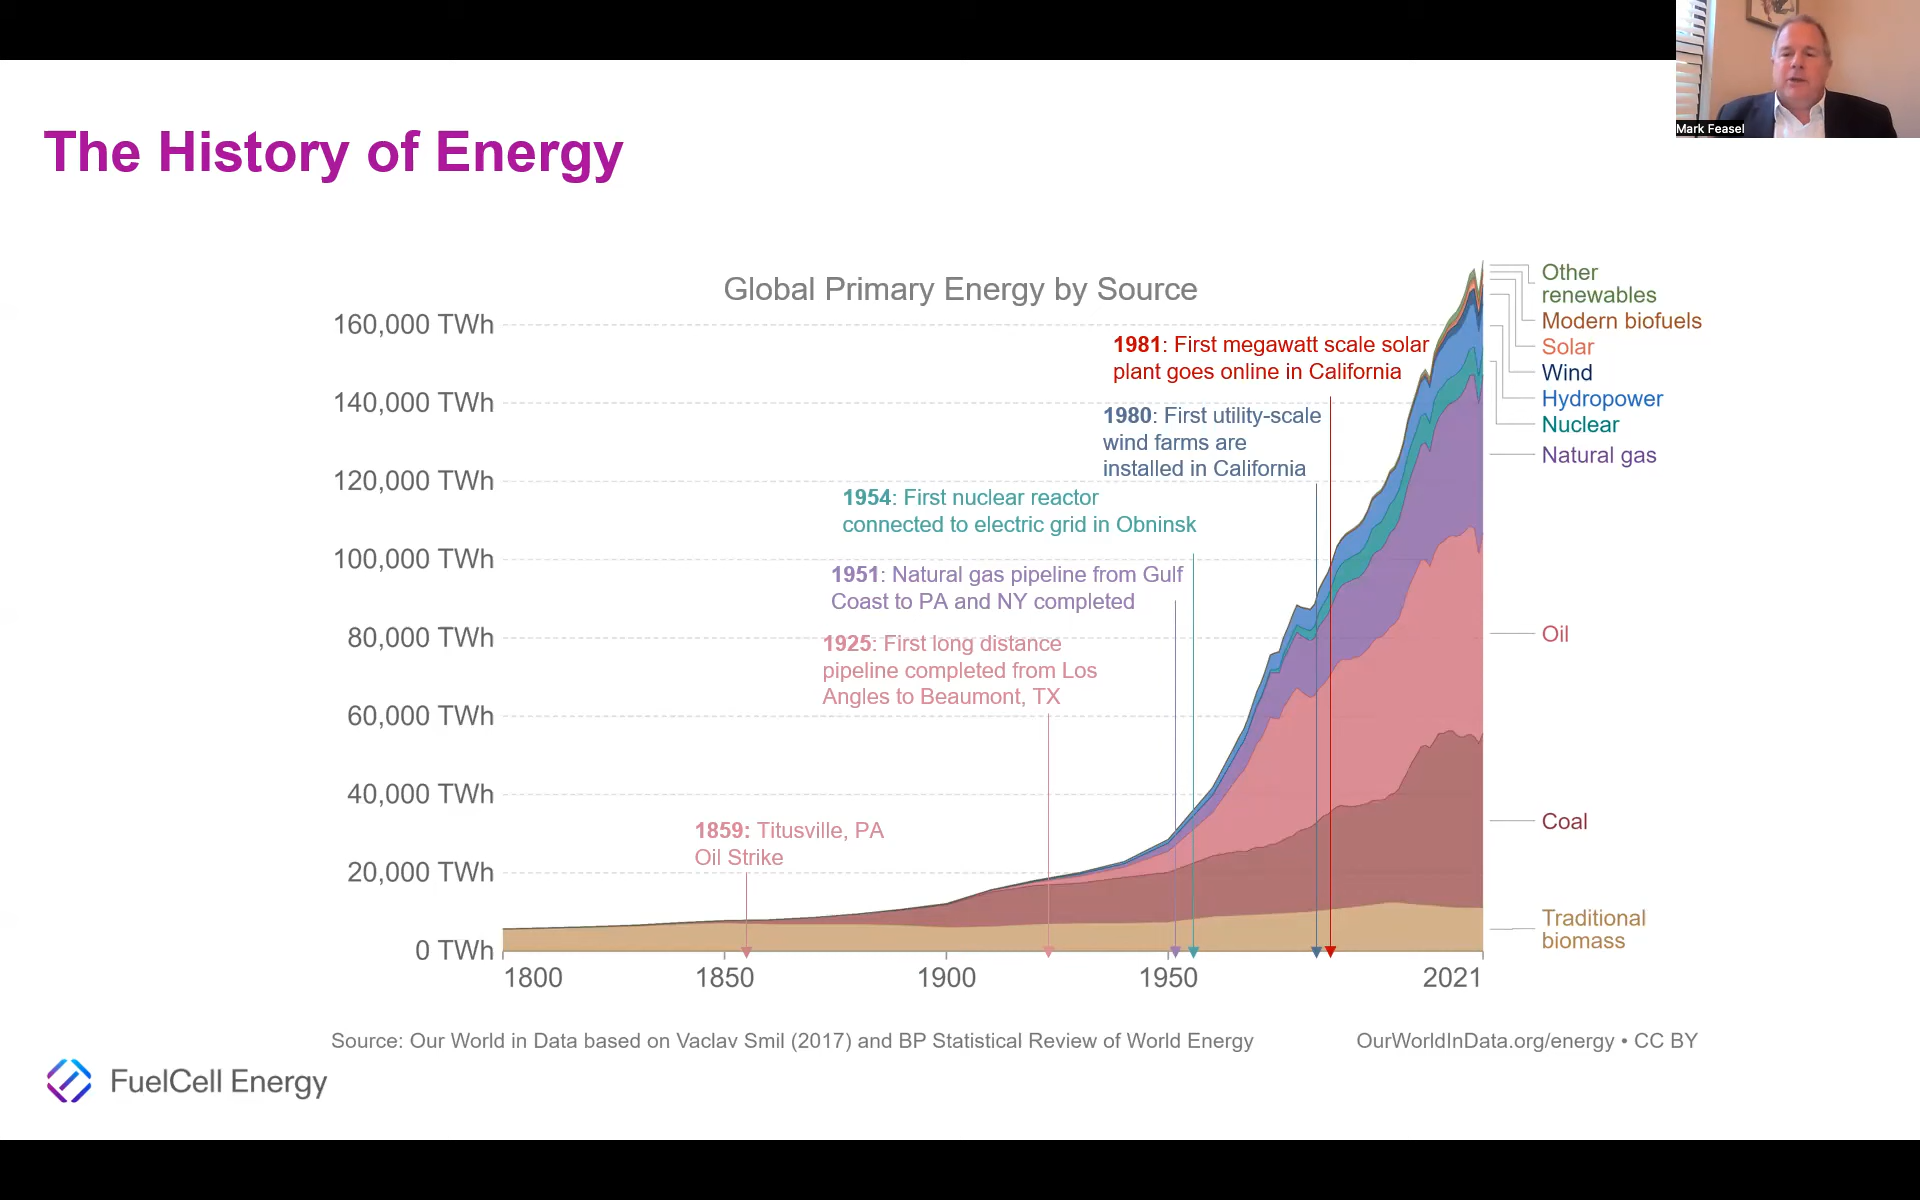 Mark Feasel
The History of Energy
Global Primary Energy by Source
160,000 TWh
140,000 TWh
120,000 TWh
100,000 TWh
80,000 TWh
60,000 TWh
40,000 TWh
20,000 TWh
0 TWh
1981: First megawatt scale solar
plant goes online in California
1980: First utility-scale
wind farms are
installed in California
1954: First nuclear reactor
connected to electric grid in Obninsk
1951: Natural gas pipeline from Gulf
Coast to PA and NY completed
1925: First long distance
pipeline completed from Los
Angles to Beaumont, TX
1859: Titusville, PA
Oil Strike
Other
renewables
Modern biofuels
Solar
Wind
Hydropower
Nuclear
Natural gas
Oil
Coal
Traditional
biomass
1800
1850
1900
1950
2021
Source: Our World in Data based on Vaclav Smil (2017) and BP Statistical Review of World Energy
OurWorldInData.org/energy • CC BY
FuelCell Energy